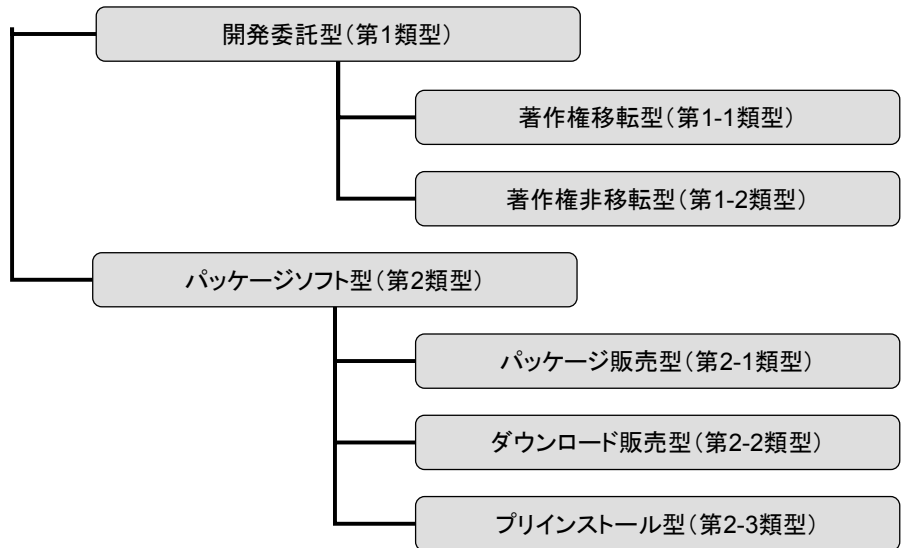 開発委託型（第1類型）
著作権移転型（第1-1類型）
著作権非移転型（第1-2類型）
パッケージソフト型（第2類型）
パッケージ販売型（第2-1類型）
ダウンロード販売型（第2-2類型）
プリインストール型（第2-3類型）